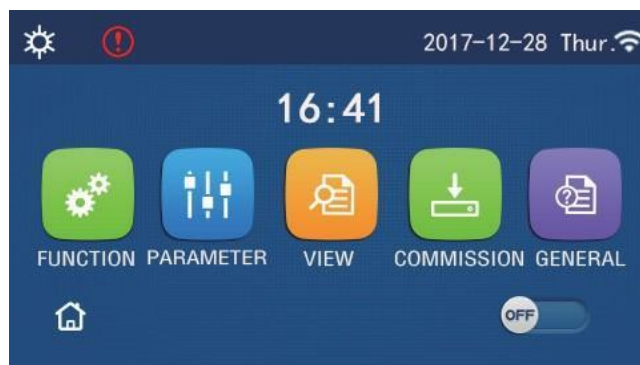 2017-12-28 Thur.
16:41
FUNCTION PARAMETER VIEW COMMISSION GENERAL
OFF